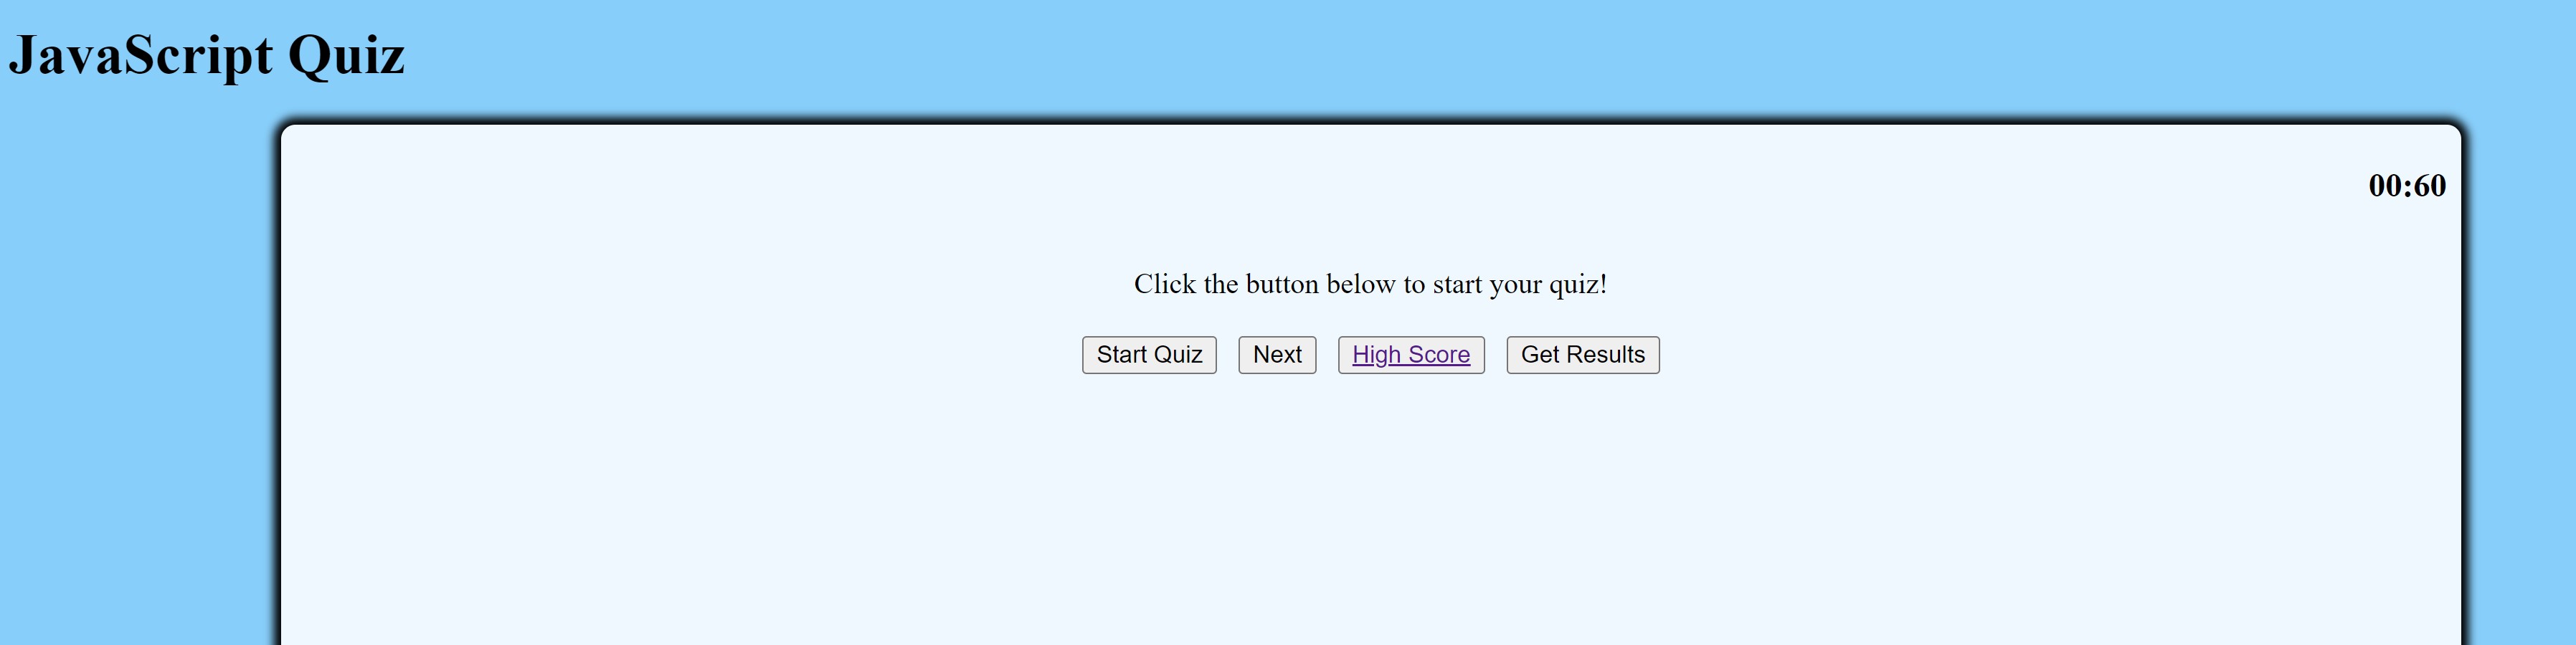 JavaScript Quiz
00:60
Click the button below to start your quiz!
Start Quiz Next High Score Get Results